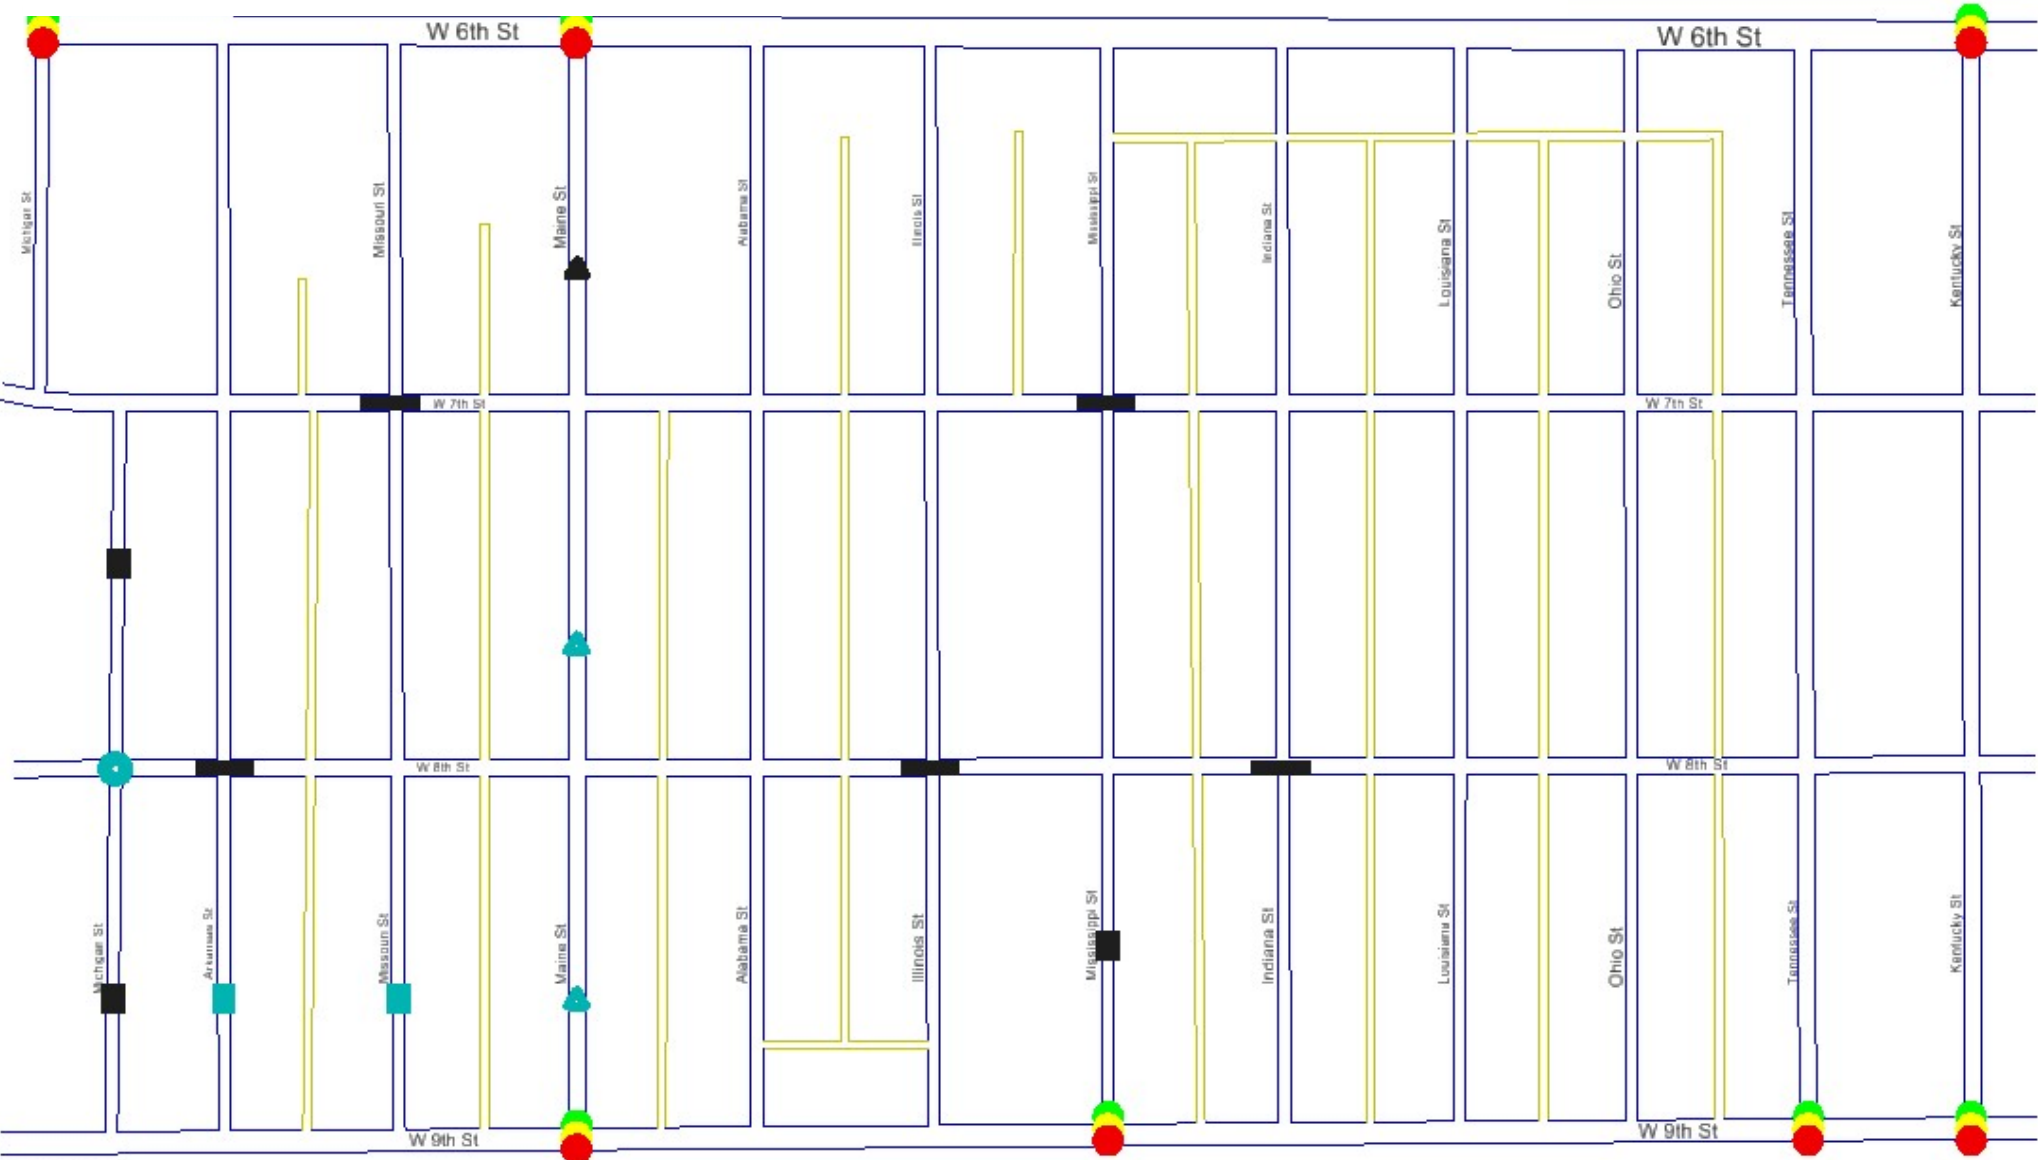 W 6th St
W 6th St
Michigan St
Missouri St
Maine St
Alabama St
Illinois St
Mississippi St
Indiana St
Louisiana St
Ohio St
Tennessee St
Kentucky St
W 7th St
W 7th St
W 8th St
W 8th St
Michigan St
Arkansas St
Missouri St
Maine St
Alabama St
Illinois St
Mississippi St
Indiana St
Louisiana St
Ohio St
Tennessee St
Kentucky St
W 9th St
W 9th St